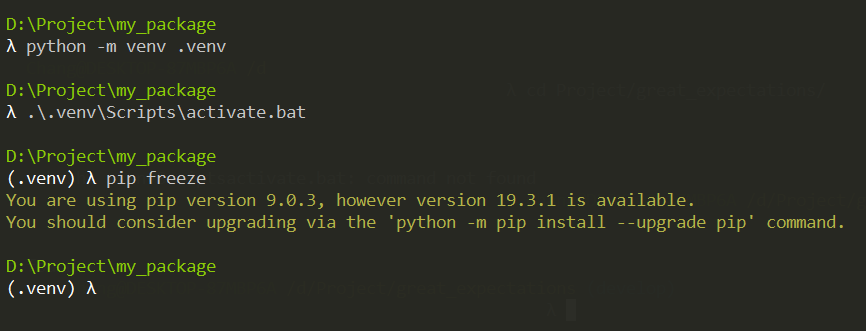 D:\Project\my_package
λ python -m venv .venv
D:\Project\my_package
λ .\.venv\Scripts\activate.bat
D:\Project\my_package
(.venv) λ pip freeze
You are using pip version 9.0.3, however version 19.3.1 is available.
You should consider upgrading via the 'python -m pip install --upgrade pip' command.
D:\Project\my_package
(.venv) λ